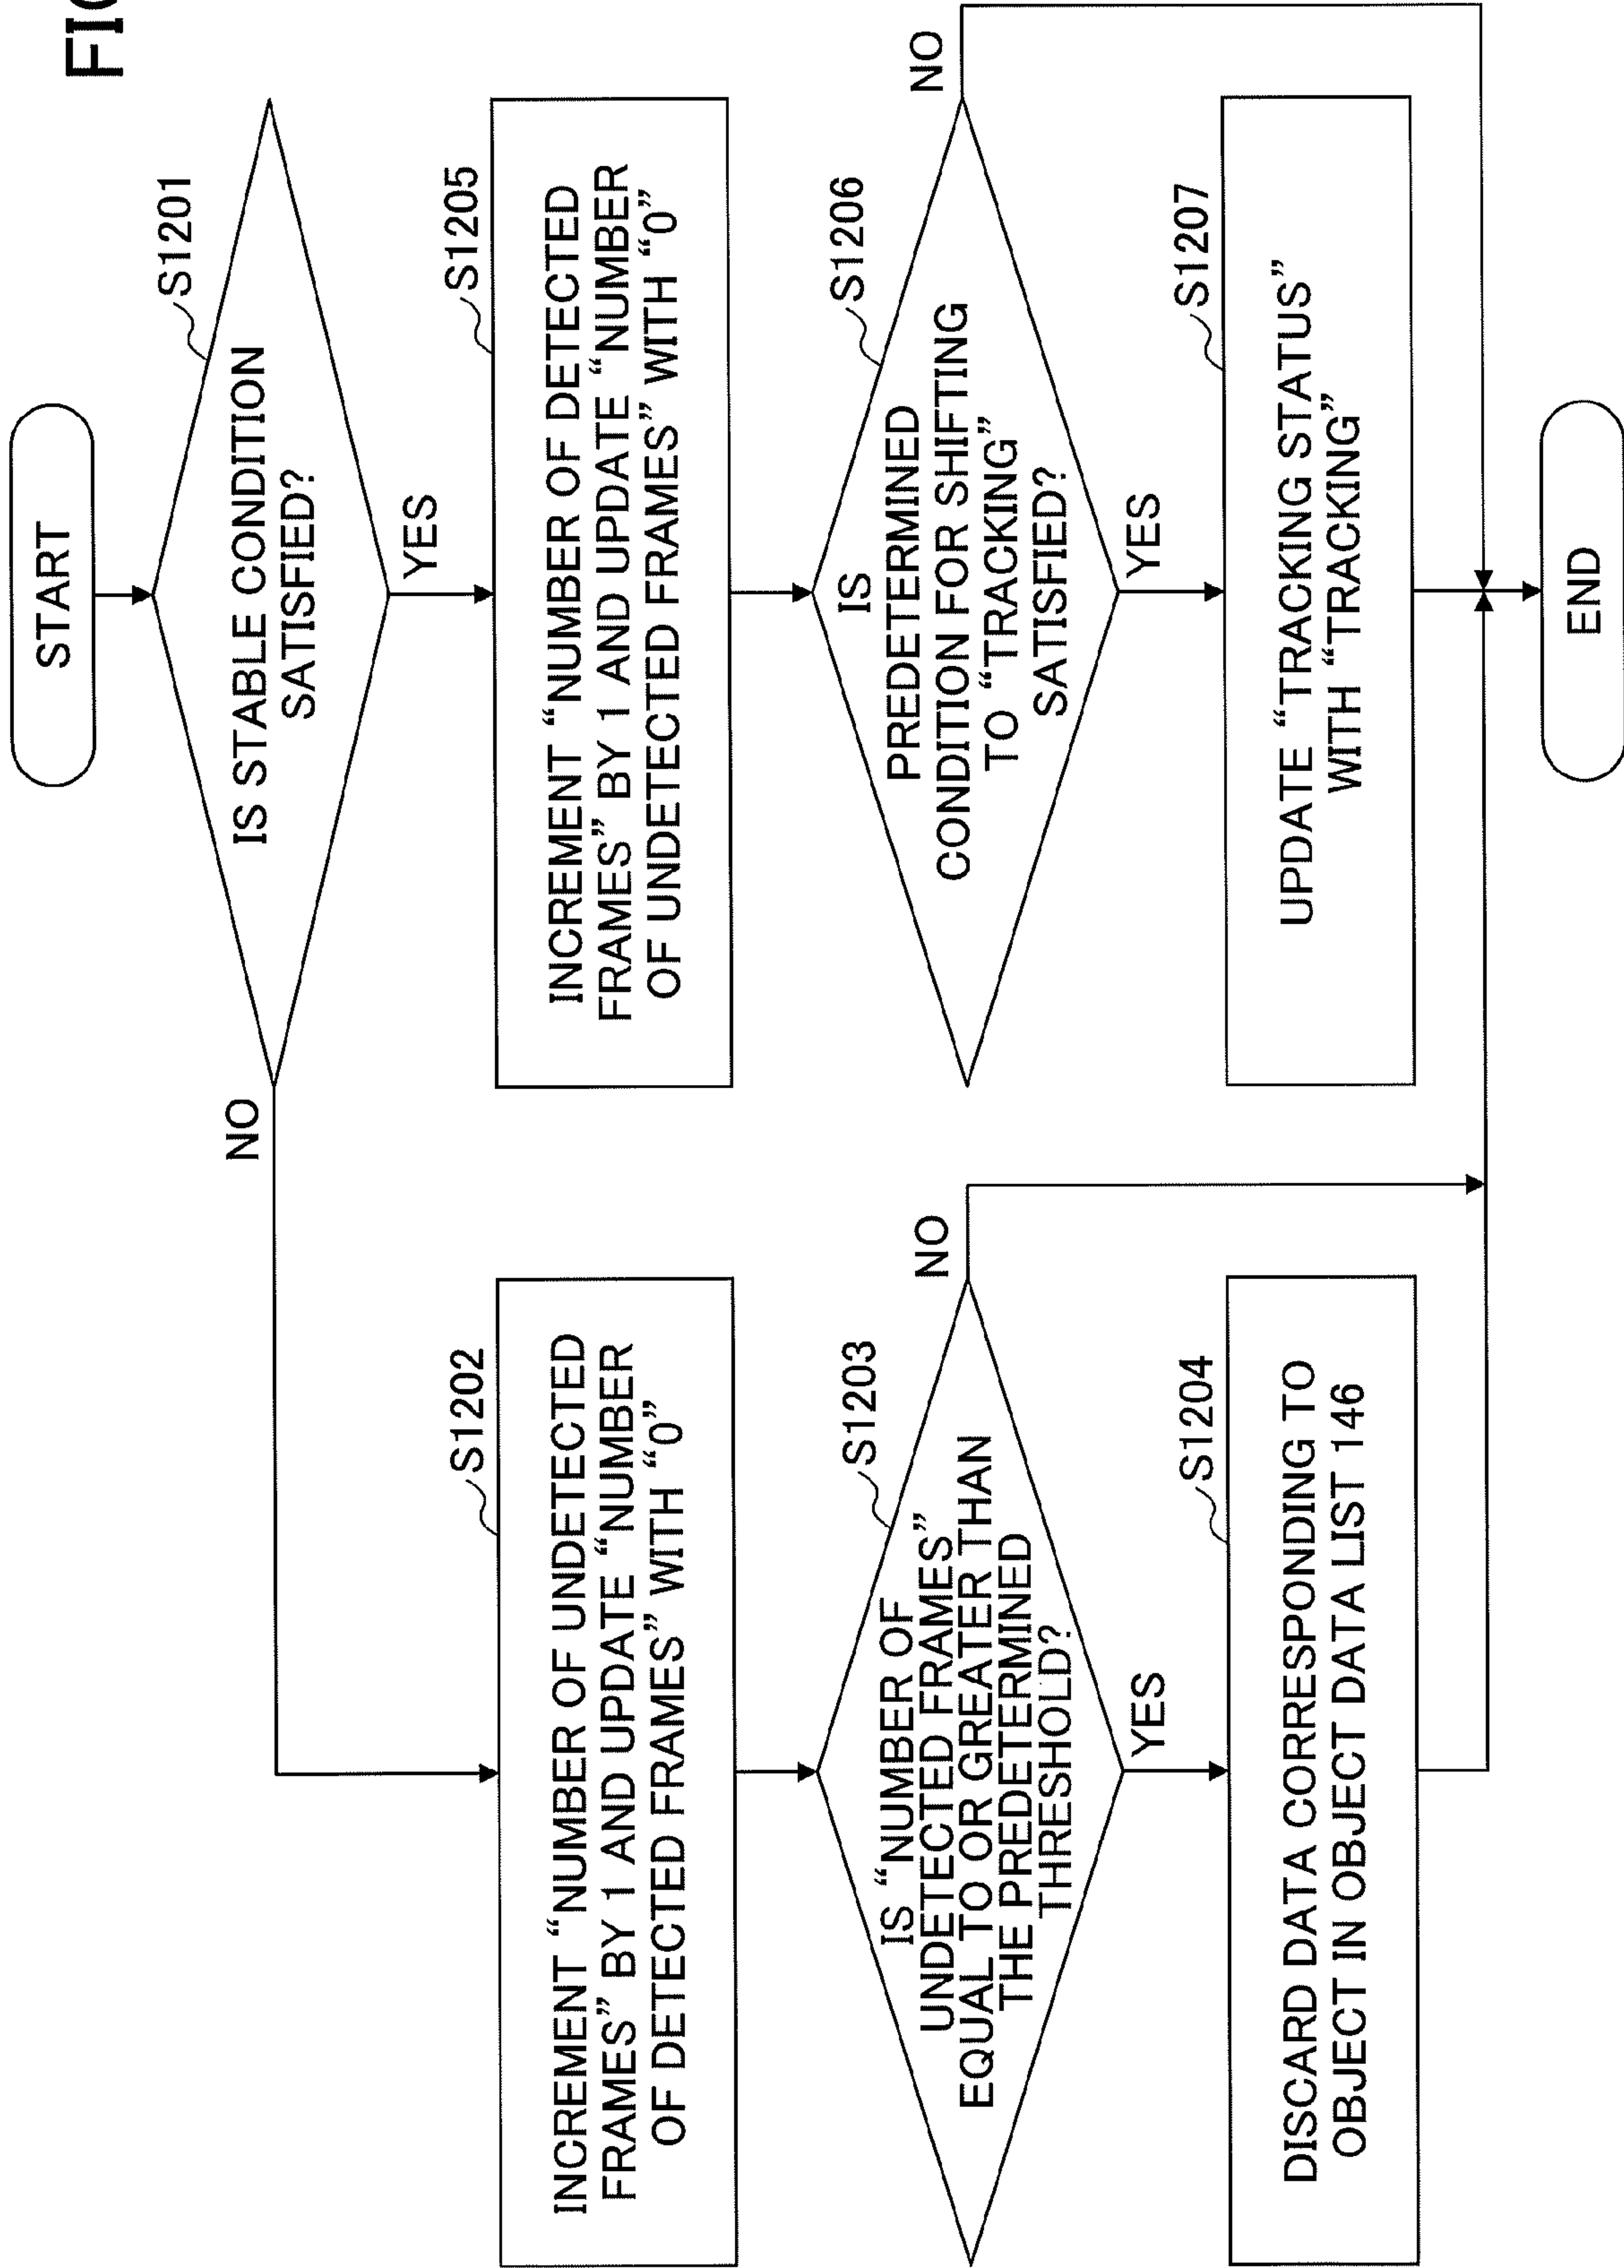 FIG
START
S1201
IS STABLE CONDITION
SATISFIED?
NO
YES
S1202
INCREMENT “NUMBER OF UNDETECTED
FRAMES” BY 1 AND UPDATE “NUMBER
OF DETECTED FRAMES” WITH “0”
S1205
INCREMENT “NUMBER OF DETECTED
FRAMES” BY 1 AND UPDATE “NUMBER
OF UNDETECTED FRAMES” WITH “0”
S1203
IS “NUMBER OF
UNDETECTED FRAMES”
EQUAL TO OR GREATER THAN
THE PREDETERMINED
THRESHOLD?
NO
YES
S1206
IS
PREDETERMINED
CONDITION FOR SHIFTING
TO “TRACKING”
SATISFIED?
NO
YES
S1204
DISCARD DATA CORRESPONDING TO
OBJECT IN OBJECT DATA LIST 146
S1207
UPDATE “TRACKING STATUS”
WITH “TRACKING”
END